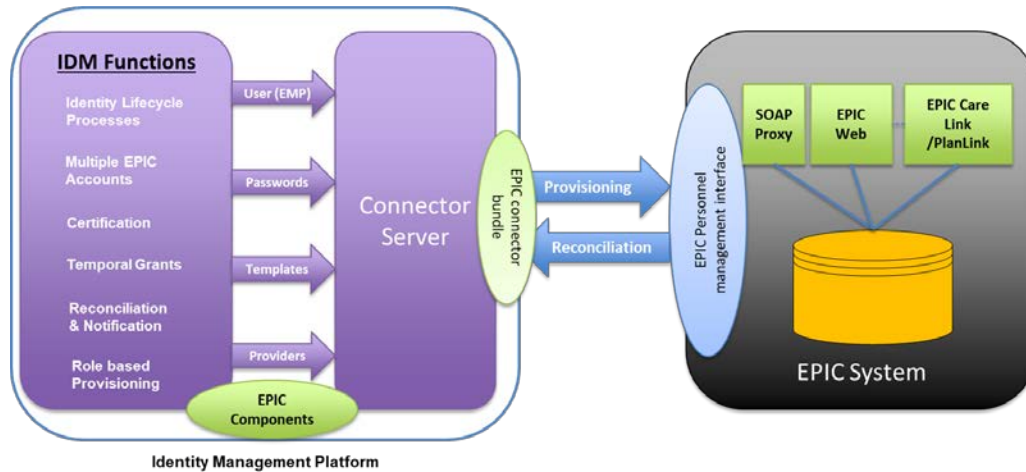 IDM Functions
Identity Lifecycle
Processes
Multiple EPIC
Accounts
Certification
Temporal Grants
Reconciliation
& Notification
Role based
Provisioning
User (EMP)
Passwords
Templates
Providers
EPIC
Components
Connector
Server
EPIC connector
bundle
Identity Management Platform
Provisioning
Reconciliation
EPIC Personnel
management interface
SOAP
Proxy
EPIC
Web
EPIC Care
Link
/PlanLink
EPIC System